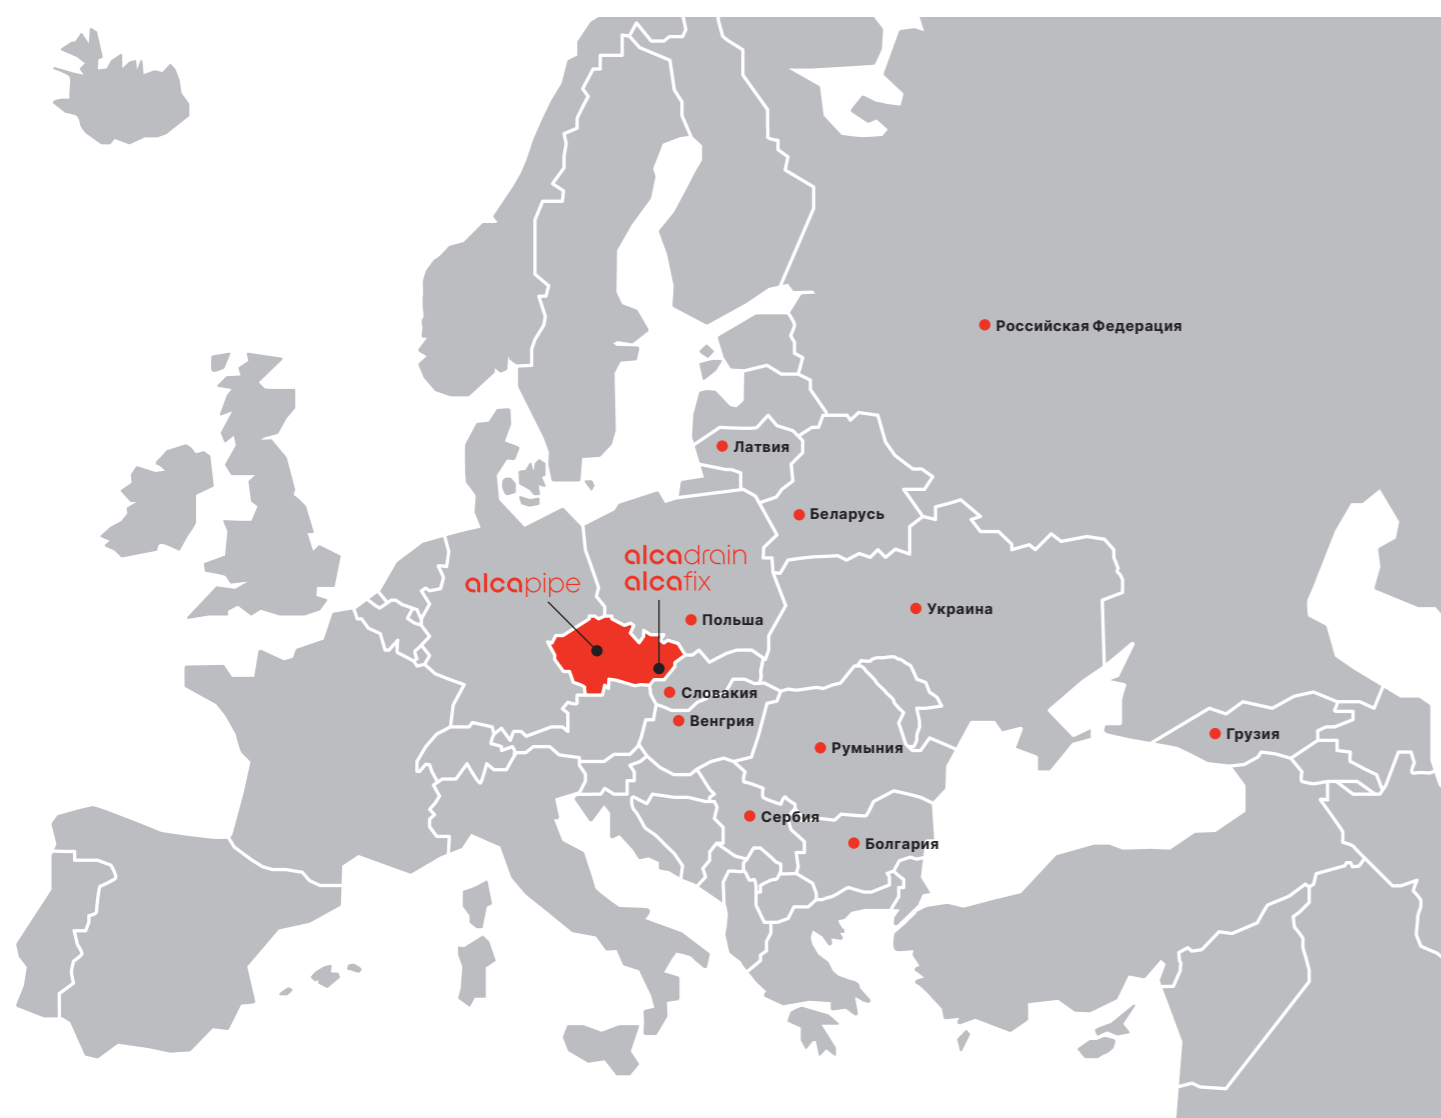 Российская Федерация
Латвия
Беларусь
alcadrain
alcafix
alcapipe
Украина
Польша
Словакия
Венгрия
Грузия
Румыния
Сербия
Болгария